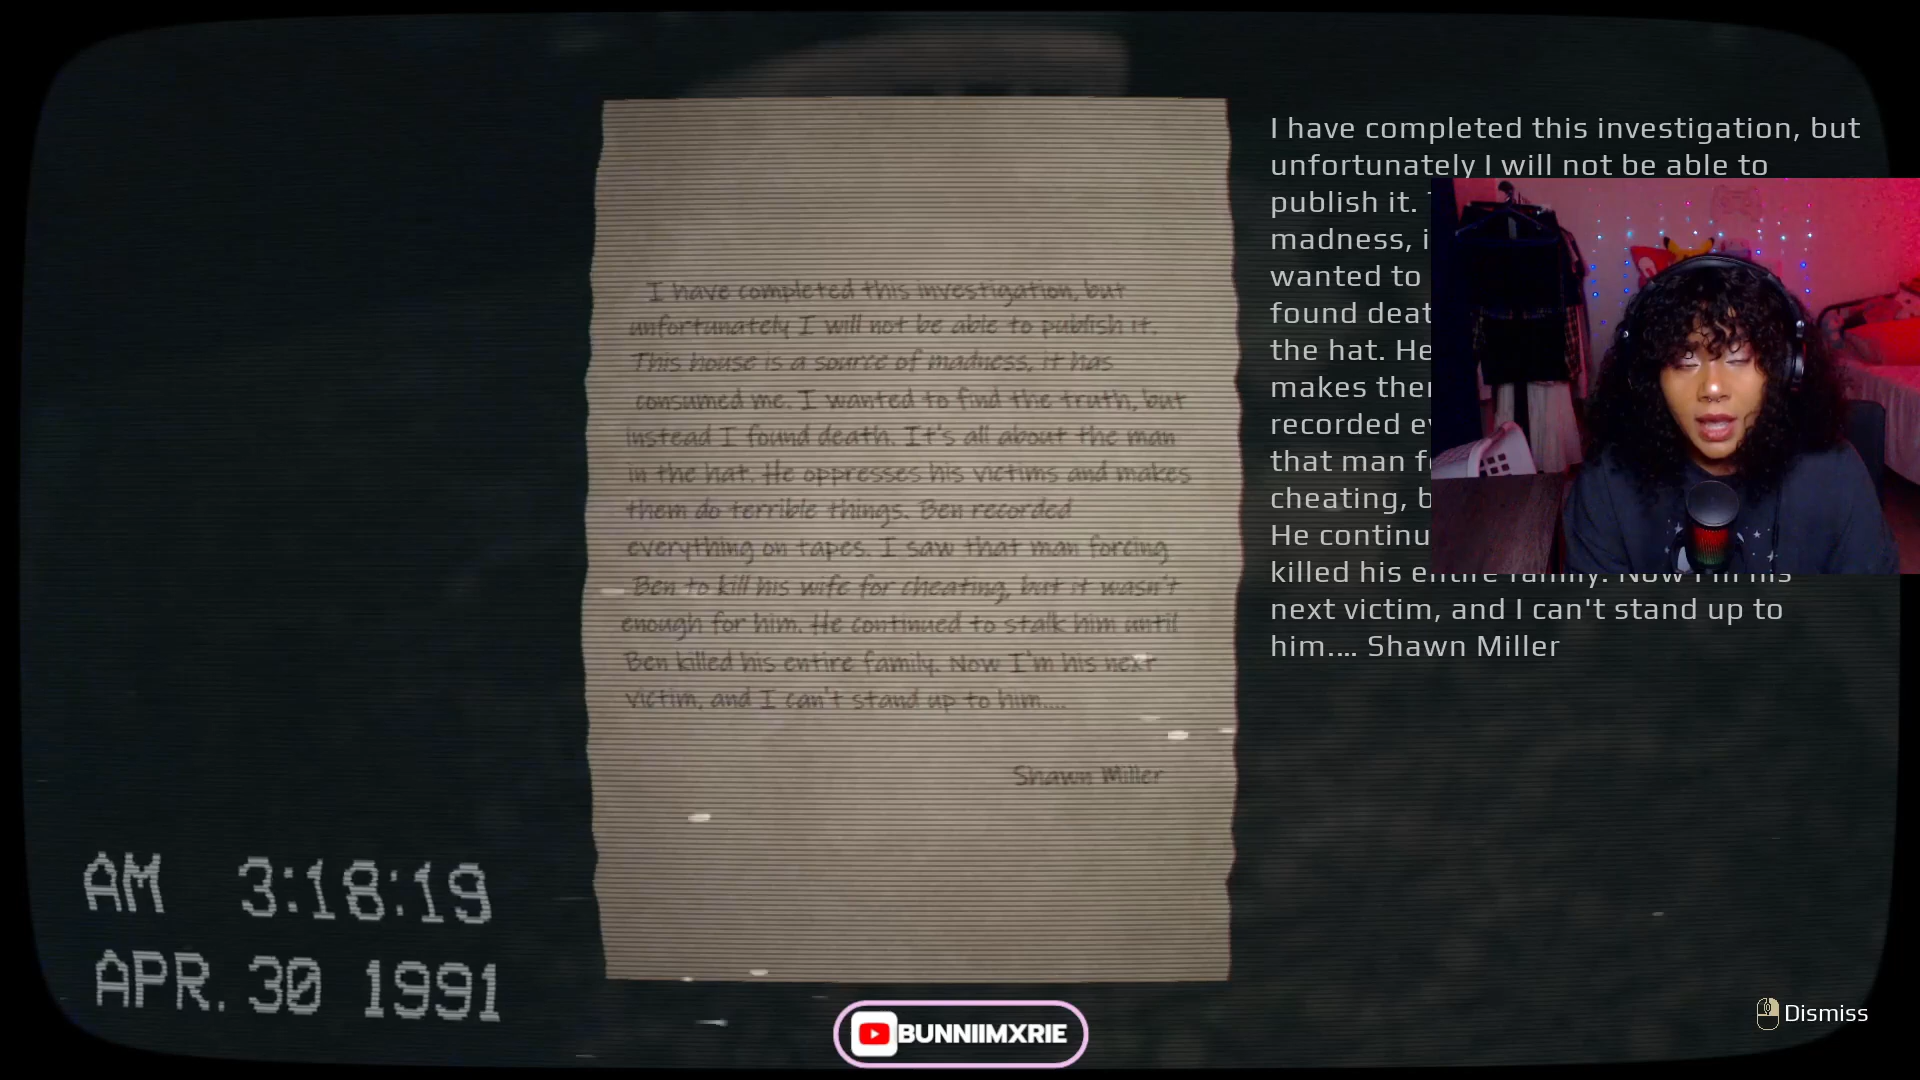 I have completed this investigation, but
unfortunately I will not be able to publish it.
This house is a source of madness, it has
consumed me. I wanted to find the truth, but
instead I found death. It's all about the man
in the hat. He oppresses his victims and makes
them do terrible things. Ben recorded
everything on tapes. I saw that man forcing
Ben to kill his wife for cheating, but it wasn't
enough for him. He continued to stalk him until
Ben killed his entire family. Now I'm his next
victim, and I can't stand up to him....
Shawn Miller
I have completed this investigation, but
unfortunately I will not be able to
publish it.
madness,
wanted to
found
the hat. He
makes
recorded
that man
cheating,
He
killed his entire family. Now I'm his
next victim, and I can't stand up to
him.... Shawn Miller
AM 3:18:19
APR. 30 1991
BUNNIIMXRIE
Dismiss